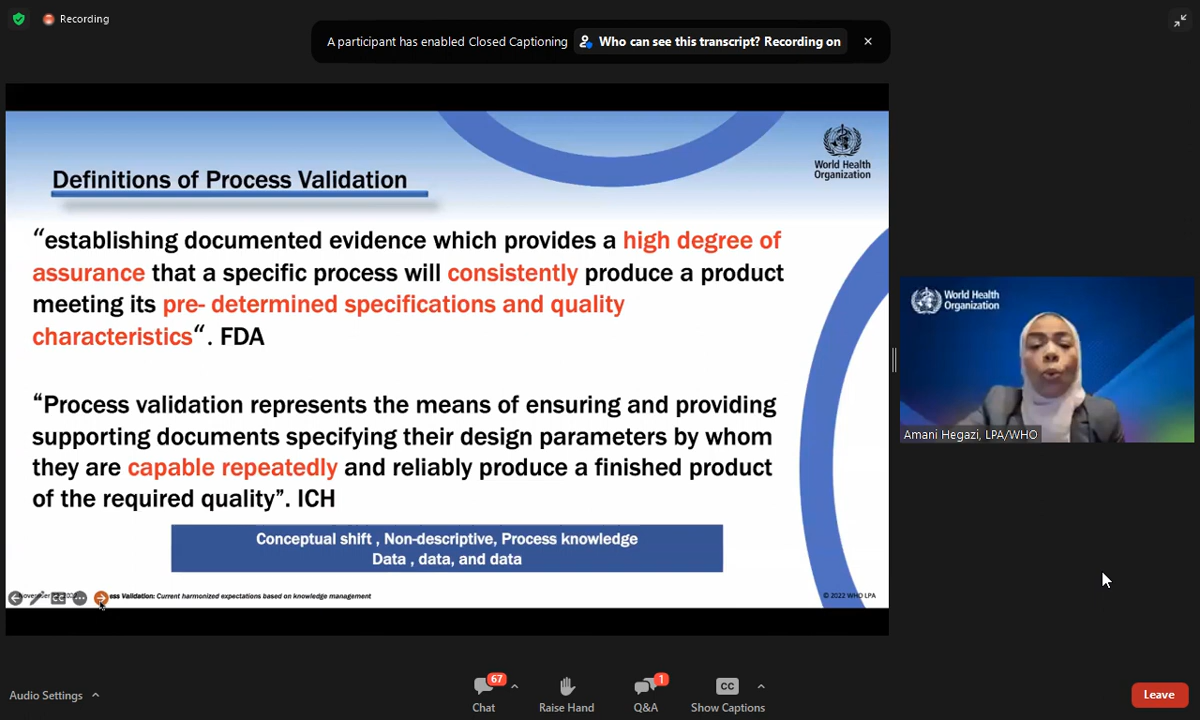 Recording
A participant has enabled Closed Captioning
Who can see this transcript? Recording on
World Health
Organization
Definitions of Process Validation
“establishing documented evidence which provides a high degree of
assurance that a specific process will consistently produce a product
meeting its pre- determined specifications and quality
characteristics“. FDA
“Process validation represents the means of ensuring and providing
supporting documents specifying their design parameters by whom
they are capable repeatedly and reliably produce a finished product
of the required quality”. ICH
Conceptual shift , Non-descriptive, Process knowledge
Data , data, and data
CC
ess Validation: Current harmonized expectations based on knowledge management
© 2022 WHO LPA
World Health
Organization
Amani Hegazi, LPA/WHO
Audio Settings
67
Chat
Raise Hand
1
Q&A
CC
Show Captions
Leave